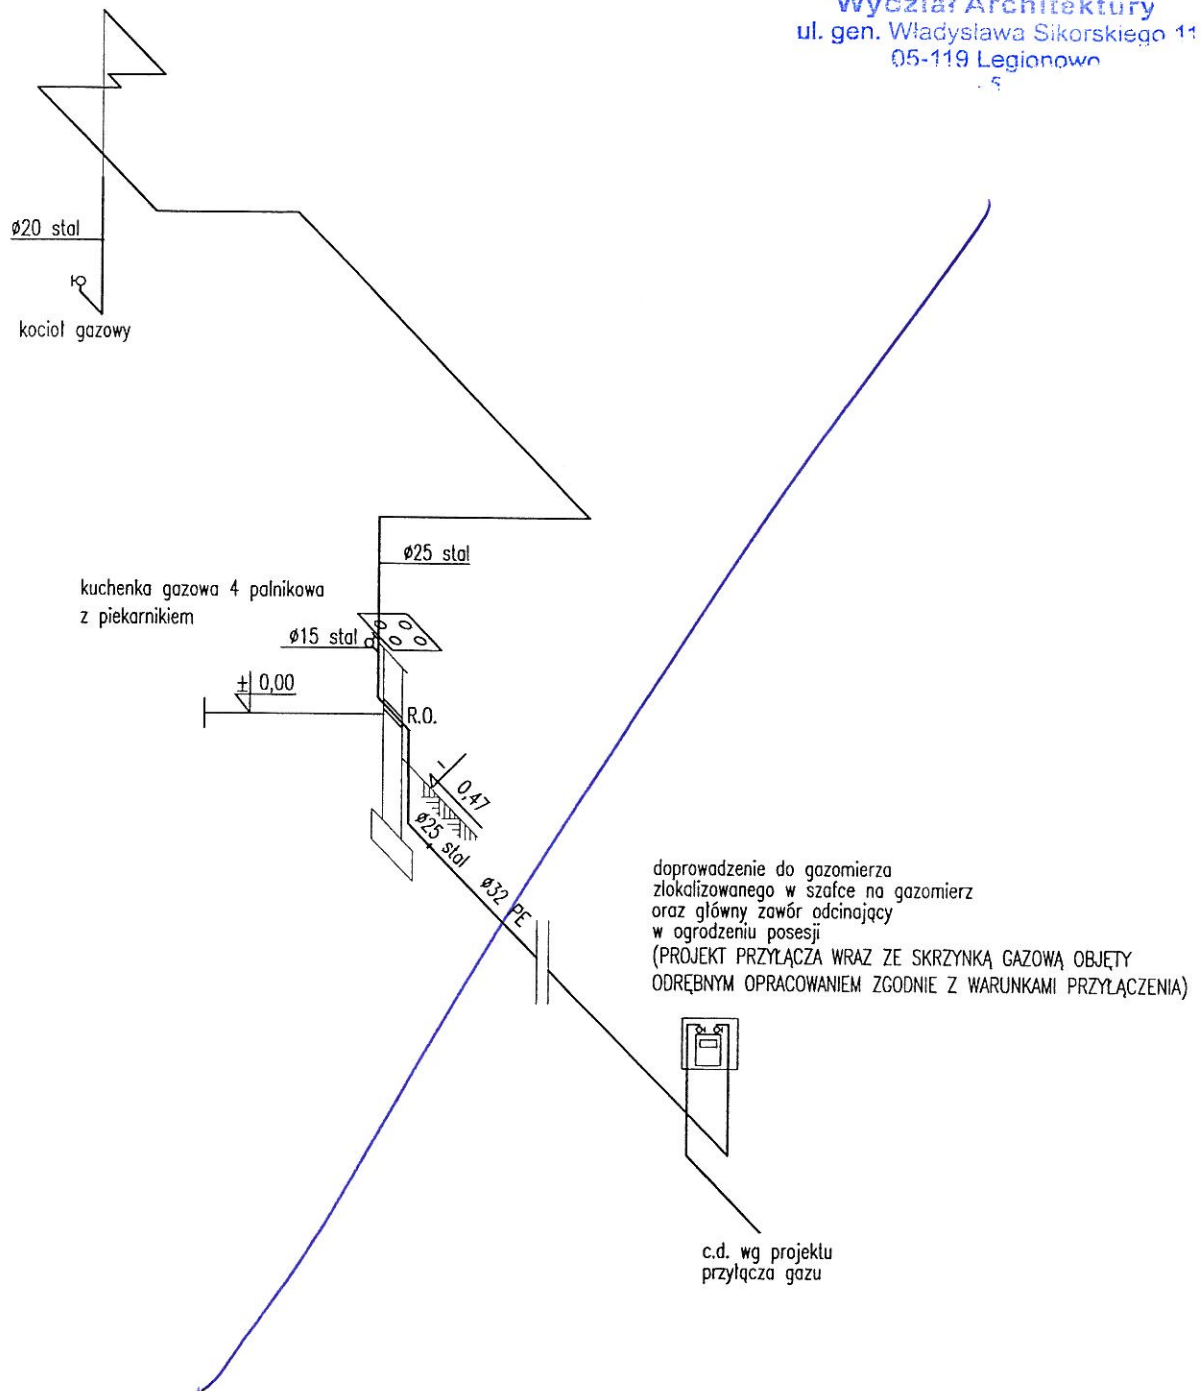 Wydział Architektury
ul. gen. Władysława Sikorskiego 11
05-119 Legionowo
ø20 stal
kocioł gazowy
ø25 stal
kuchenka gazowa 4 palnikowa
z piekarnikiem
ø15 stal
± 0,00
R.O.
- 0,47
ø25 stal
ø32 PE
doprowadzenie do gazomierza
zlokalizowanego w szafce na gazomierz
oraz główny zawór odcinający
w ogrodzeniu posesji
(PROJEKT PRZYŁĄCZA WRAZ ZE SKRZYNKĄ GAZOWĄ OBJĘTY
ODRĘBNYM OPRACOWANIEM ZGODNIE Z WARUNKAMI PRZYŁĄCZENIA)
c.d. wg projektu
przyłącza gazu